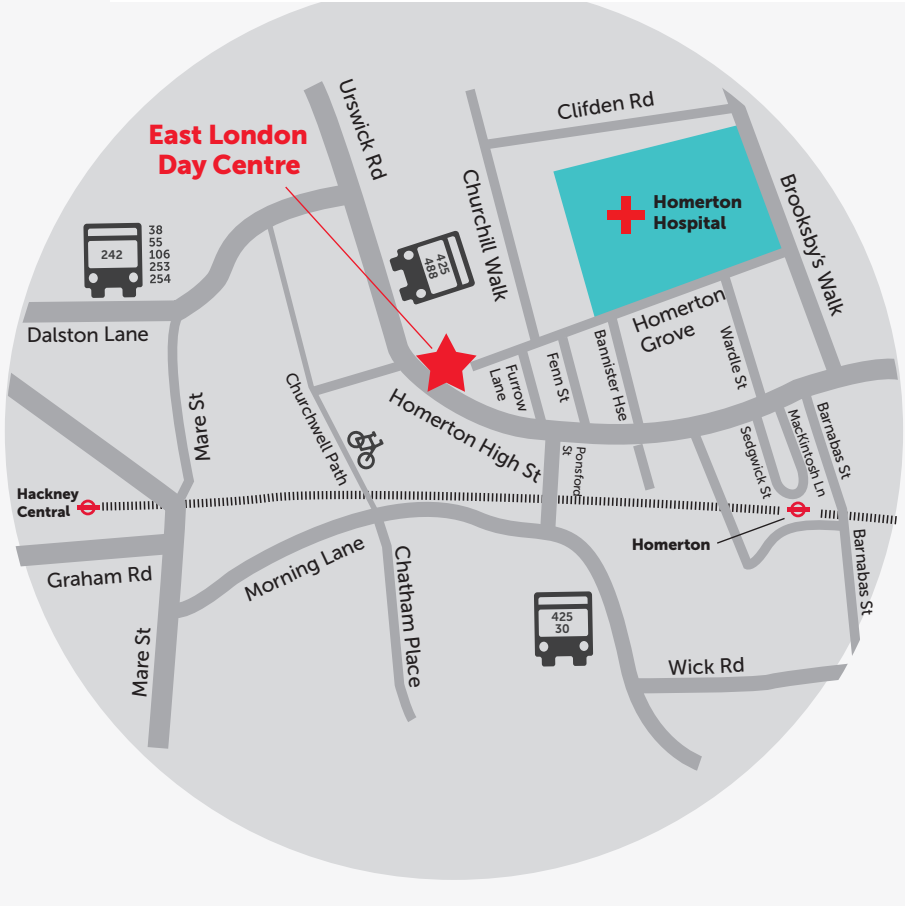 Urswick Rd
Clifden Rd
East London
Day Centre
Churchill Walk
Brooksby's Walk
Homerton
Hospital
242
38
55
106
253
254
425
488
Dalston Lane
Homerton
Grove
Wardle St
Bannister Hse
Fenn St
Furrow
Lane
Churchwell Path
Mare St
Homerton High St
Ponsford
St
Sedgwick St
MacKintosh Ln
Barnabas St
Hackney
Central
Homerton
Barnabas St
Graham Rd
Morning Lane
Chatham Place
425
30
Mare St
Wick Rd